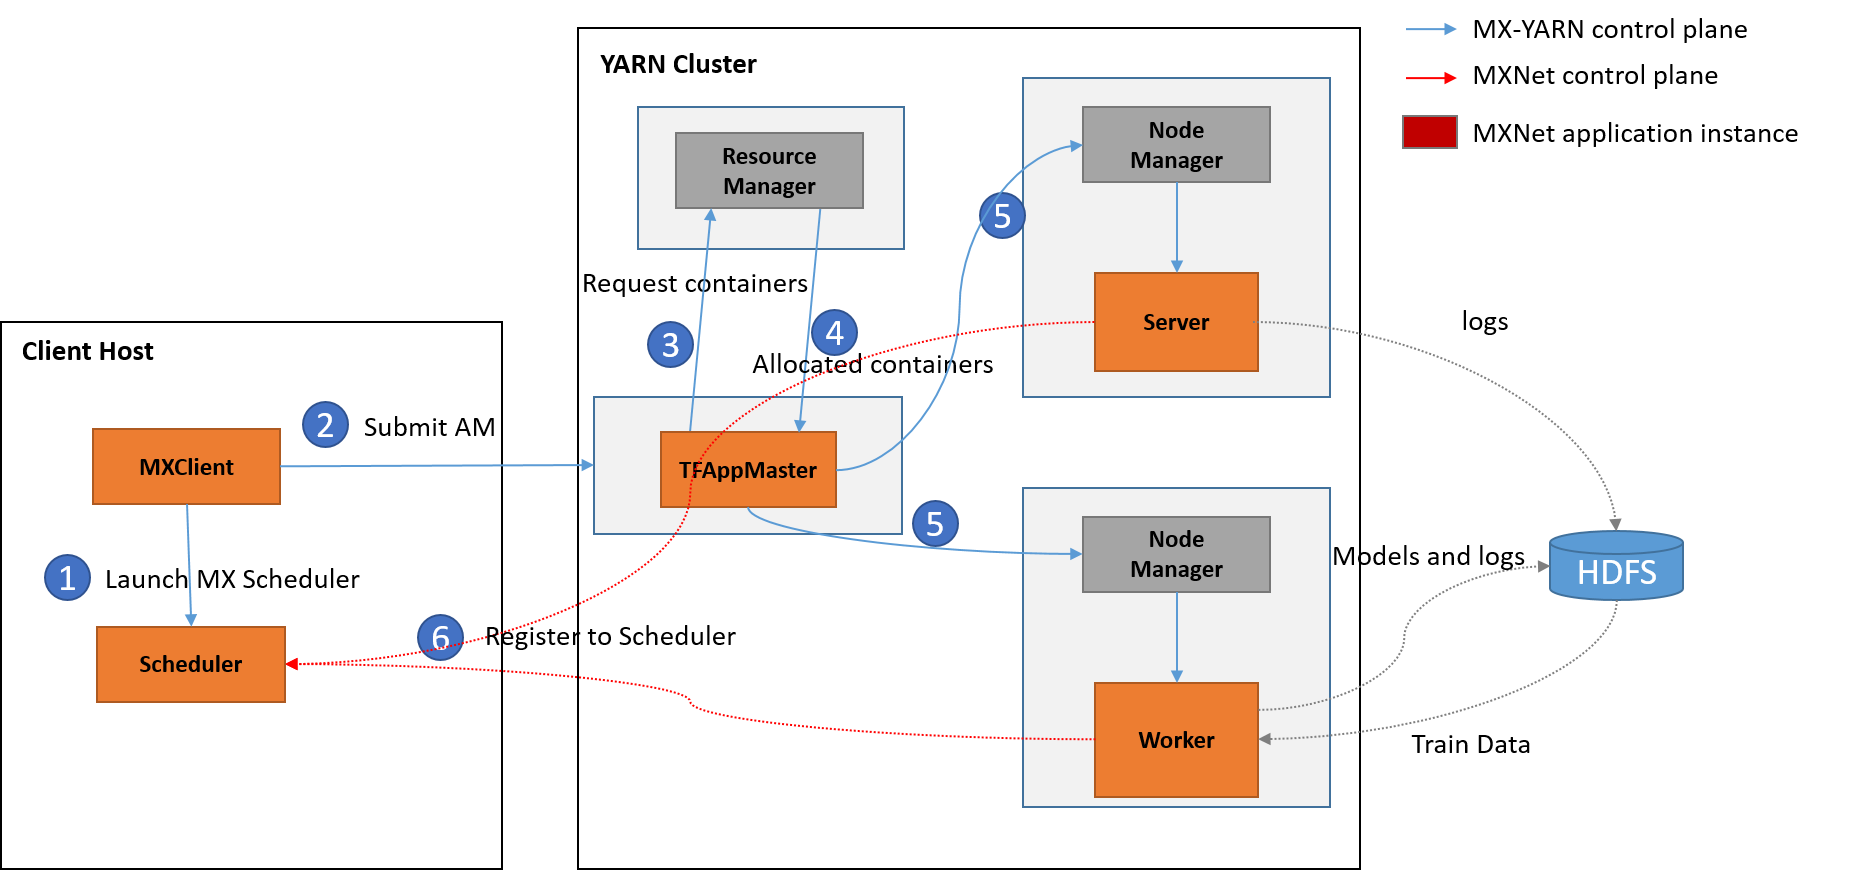 MX-YARN control plane
MXNet control plane
MXNet application instance
YARN Cluster
Resource
Manager
Node
Manager
5
Request containers
3
4
Allocated containers
Server
logs
Client Host
2
Submit AM
MXClient
TFAppMaster
5
Node
Manager
Models and logs
HDFS
1
Launch MX Scheduler
6
Register to Scheduler
Scheduler
Worker
Train Data